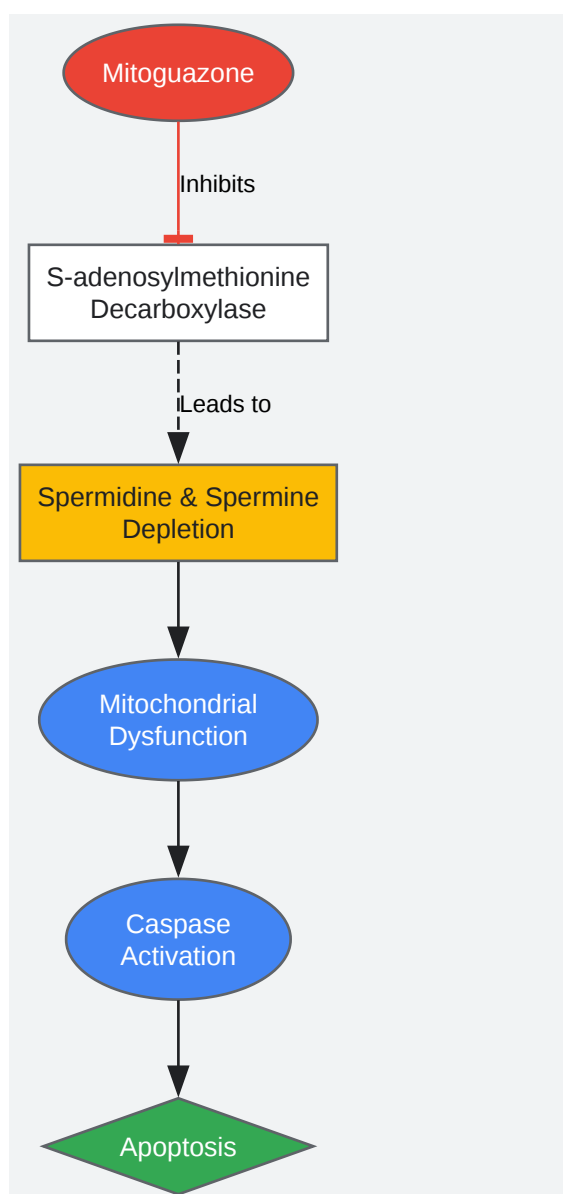 Mitoguazone
Inhibits
S-adenosylmethionine
Decarboxylase
Leads to
Spermidine & Spermine
Depletion
Mitochondrial
Dysfunction
Caspase
Activation
Apoptosis